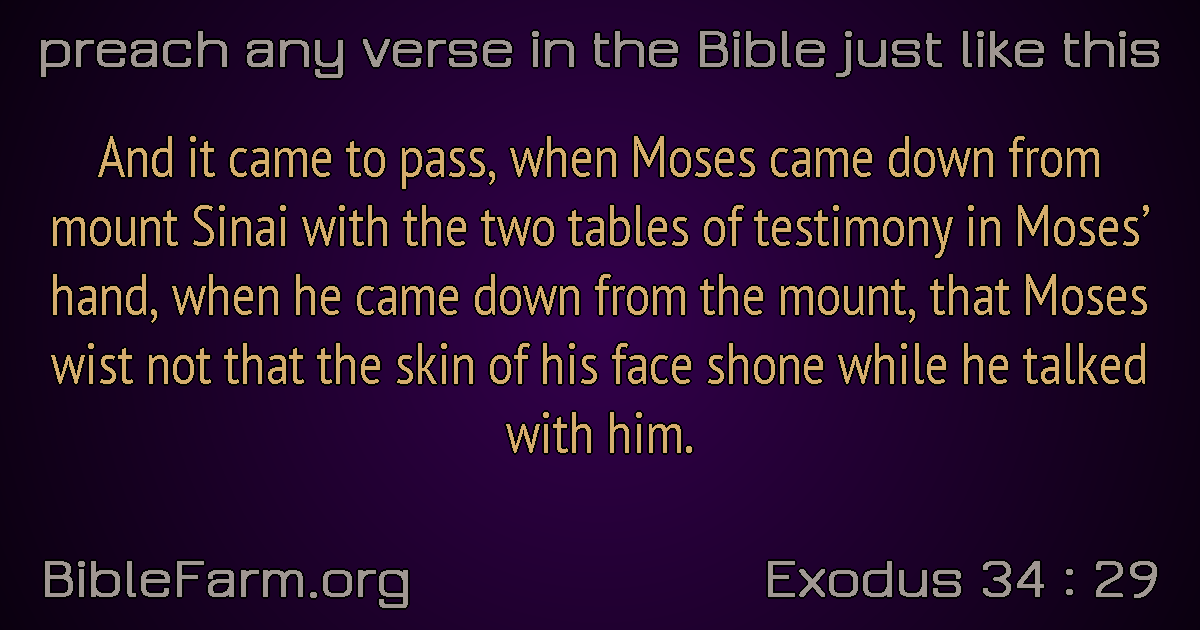 preach any verse in the Bible just like this
And it came to pass, when Moses came down from
mount Sinai with the two tables of testimony in Moses’
hand, when he came down from the mount, that Moses
wist not that the skin of his face shone while he talked
with him.
BibleFarm.org
Exodus 34 : 29